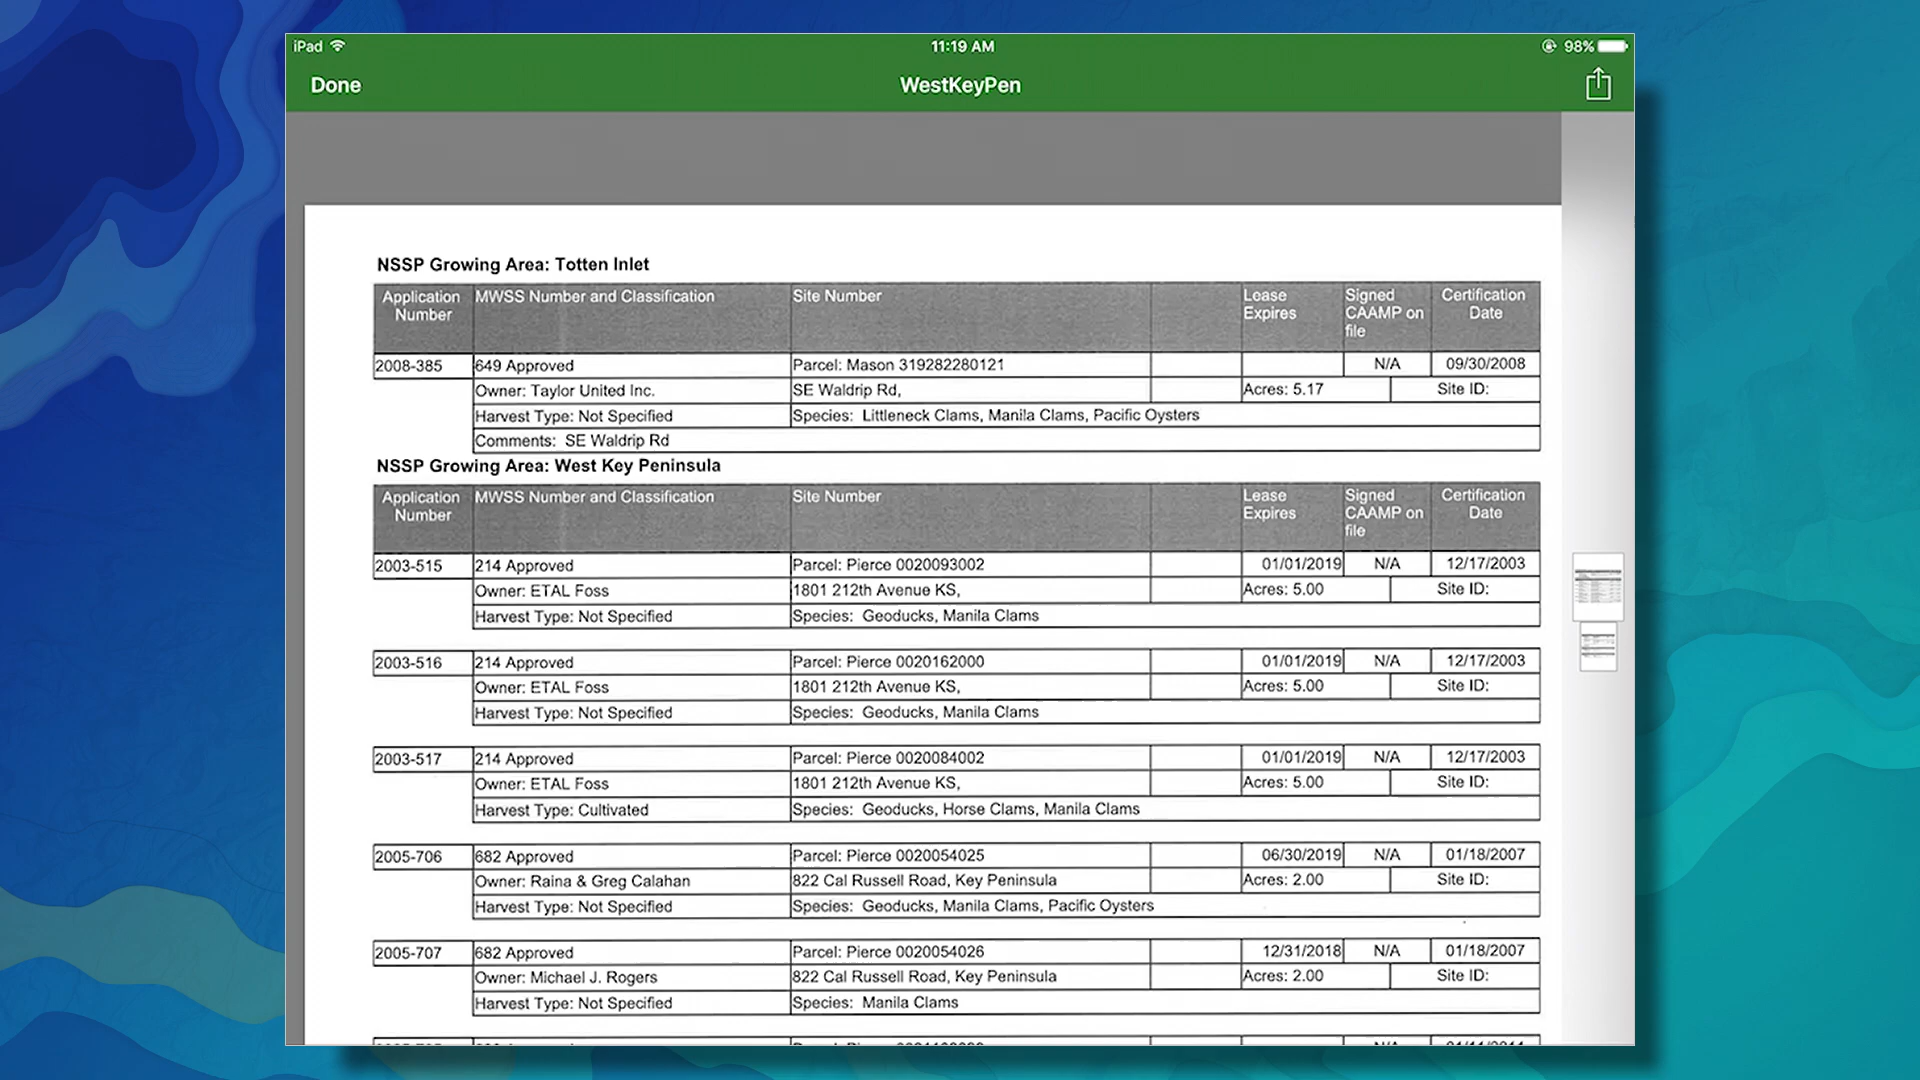 iPad 11:19 AM 98%
Done WestKeyPen
NSSP Growing Area: Totten Inlet
Application Number MWSS Number and Classification Site Number Lease Expires Signed CAAMP on file Certification Date
2008-385 649 Approved Parcel: Mason 319282280121 N/A 09/30/2008
Owner: Taylor United Inc. SE Waldrip Rd, Acres: 5.17 Site ID:
Harvest Type: Not Specified Species: Littleneck Clams, Manila Clams, Pacific Oysters
Comments: SE Waldrip Rd
NSSP Growing Area: West Key Peninsula
Application Number MWSS Number and Classification Site Number Lease Expires Signed CAAMP on file Certification Date
2003-515 214 Approved Parcel: Pierce 0020093002 01/01/2019 N/A 12/17/2003
Owner: ETAL Foss 1801 212th Avenue KS, Acres: 5.00 Site ID:
Harvest Type: Not Specified Species: Geoducks, Manila Clams
2003-516 214 Approved Parcel: Pierce 0020162000 01/01/2019 N/A 12/17/2003
Owner: ETAL Foss 1801 212th Avenue KS, Acres: 5.00 Site ID:
Harvest Type: Not Specified Species: Geoducks, Manila Clams
2003-517 214 Approved Parcel: Pierce 0020084002 01/01/2019 N/A 12/17/2003
Owner: ETAL Foss 1801 212th Avenue KS, Acres: 5.00 Site ID:
Harvest Type: Cultivated Species: Geoducks, Horse Clams, Manila Clams
2005-706 682 Approved Parcel: Pierce 0020054025 06/30/2019 N/A 01/18/2007
Owner: Raina & Greg Calahan 822 Cal Russell Road, Key Peninsula Acres: 2.00 Site ID:
Harvest Type: Not Specified Species: Geoducks, Manila Clams, Pacific Oysters
2005-707 682 Approved Parcel: Pierce 0020054026 12/31/2018 N/A 01/18/2007
Owner: Michael J. Rogers 822 Cal Russell Road, Key Peninsula Acres: 2.00 Site ID:
Harvest Type: Not Specified Species: Manila Clams